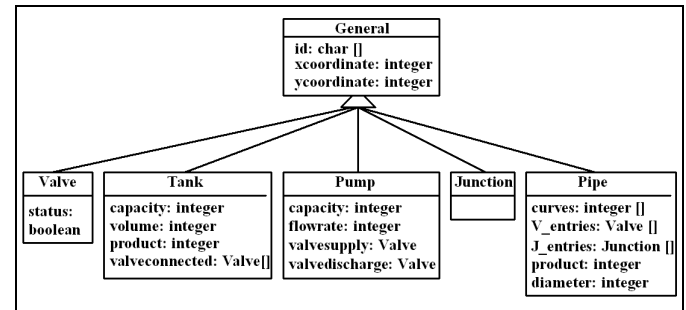 General
id: char []
xcoordinate: integer
ycoordinate: integer
Valve
status:
boolean
Tank
capacity: integer
volume: integer
product: integer
valveconnected: Valve[]
Pump
capacity: integer
flowrate: integer
valvesupply: Valve
valvedischarge: Valve
Junction
Pipe
curves: integer []
V_entries: Valve []
J_entries: Junction []
product: integer
diameter: integer